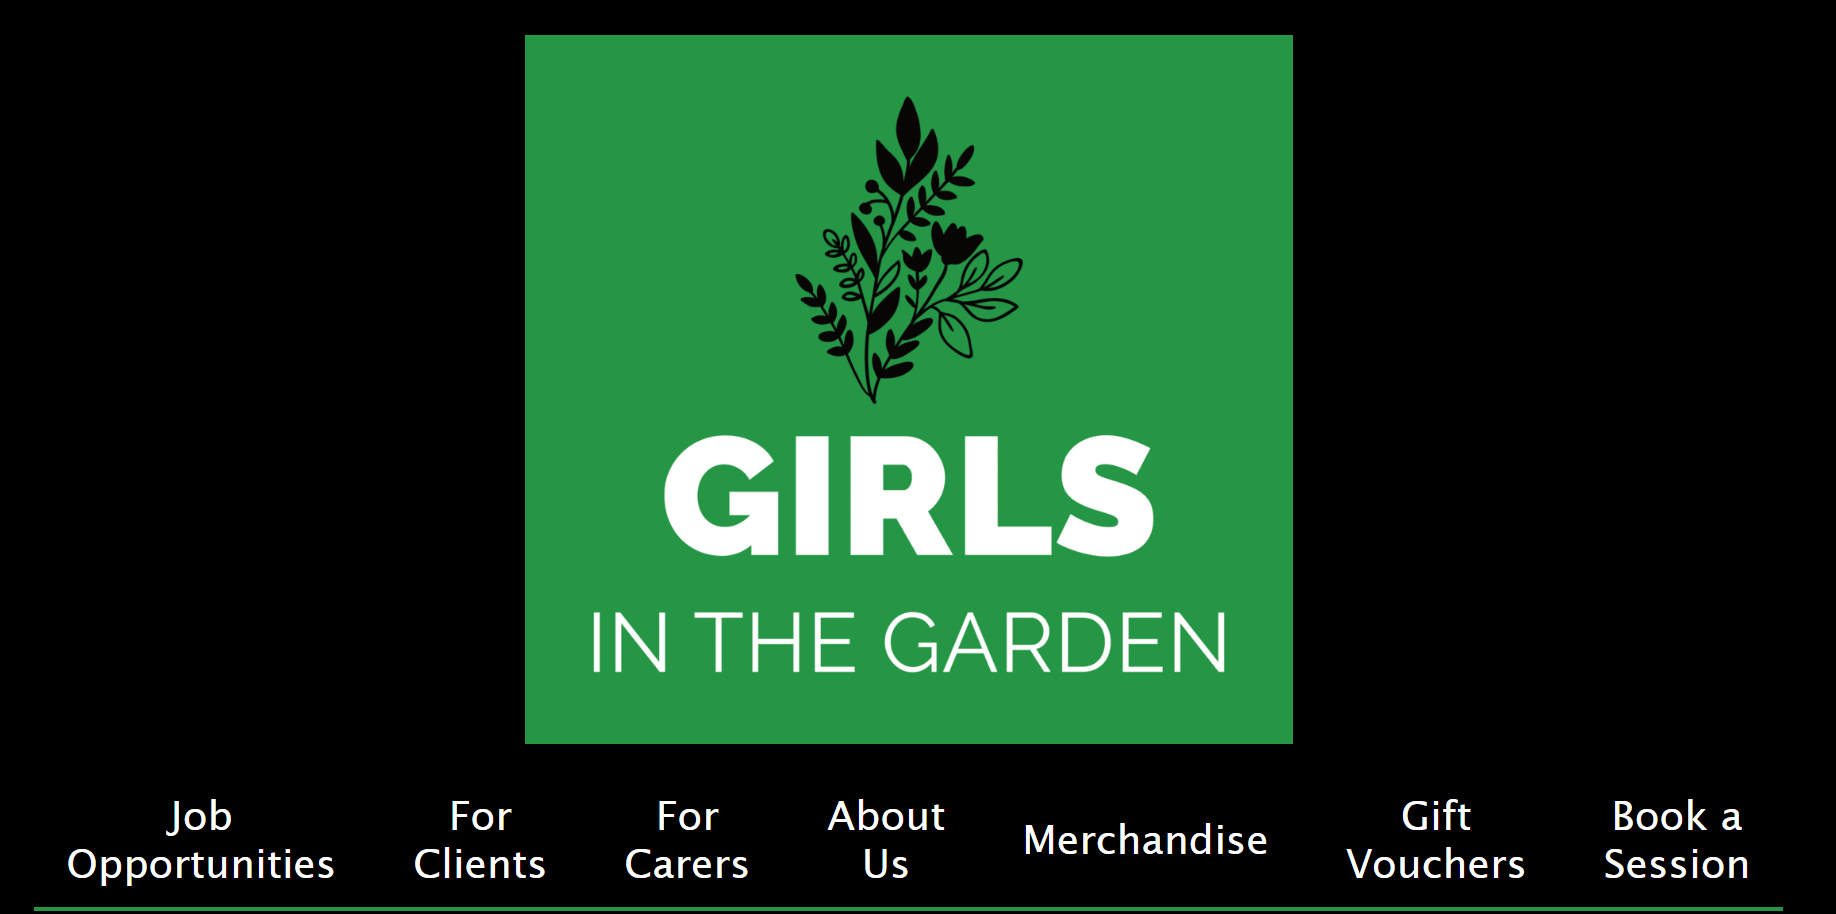 GIRLS
IN THE GARDEN
Job Opportunities
For Clients
For Carers
About Us
Merchandise
Gift Vouchers
Book a Session